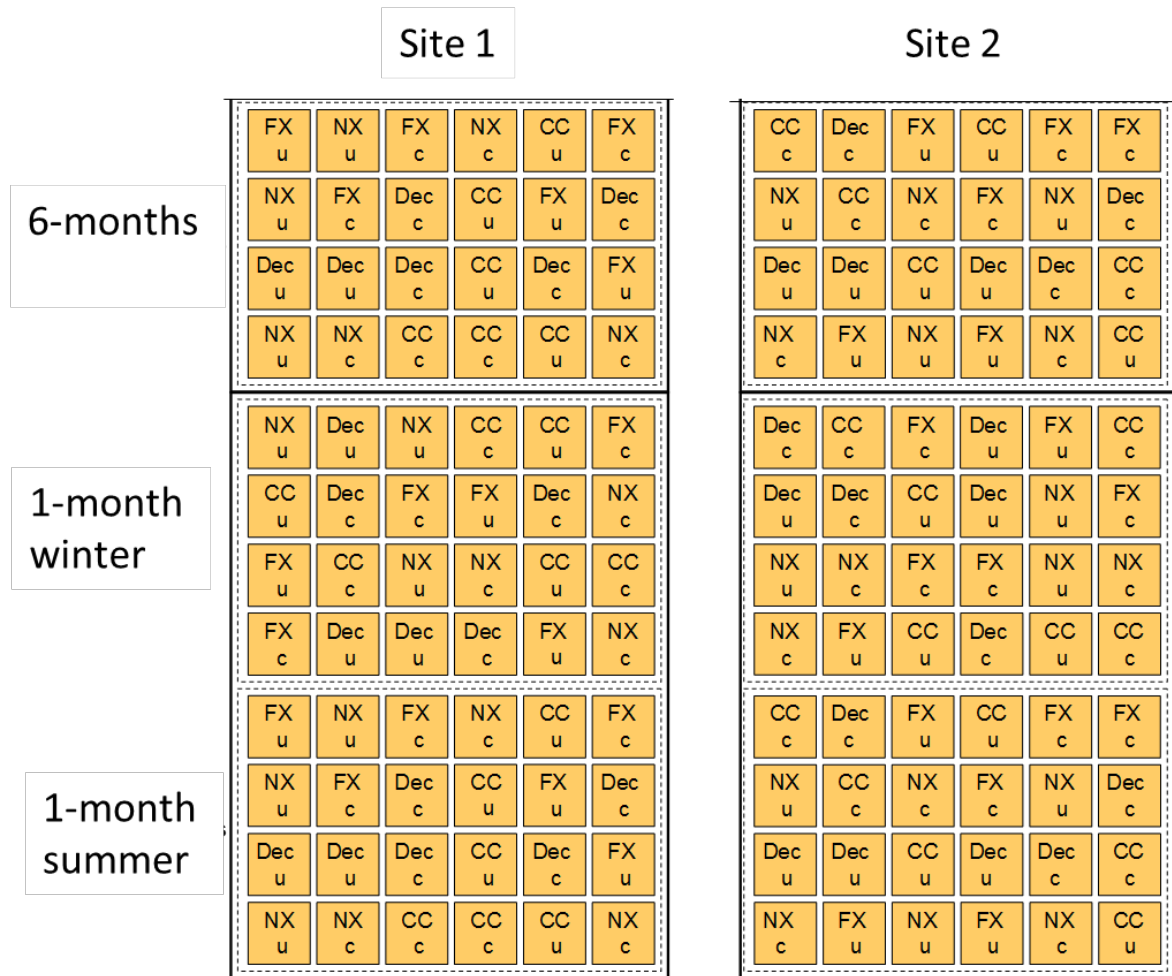 Site 1
Site 2
6-months
FX NX FX NX CC FX
u u c c u c
NX FX Dec CC FX Dec
u c c u u c
Dec Dec Dec CC Dec FX
u u c u c u
NX NX CC CC CC NX
u c c c u c
CC Dec FX CC FX FX
c c u u c c
NX CC NX FX NX Dec
u c c c u c
Dec Dec CC Dec Dec CC
u u u u c c
NX FX NX FX NX CC
c u u u c u
1-month
winter
NX Dec NX CC CC FX
u u u c u c
CC Dec FX FX Dec NX
u c c u c c
FX CC NX NX CC CC
u c u c u c
FX Dec Dec Dec FX NX
c u u c u c
Dec CC FX Dec FX CC
c c c u u c
Dec Dec CC Dec NX FX
u c u u u c
NX NX FX FX NX NX
u c c c u c
NX FX CC Dec CC CC
c u u c u c
1-month
summer
FX NX FX NX CC FX
u u c c u c
NX FX Dec CC FX Dec
u c c u u c
Dec Dec Dec CC Dec FX
u u c u c u
NX NX CC CC CC NX
u c c c u c
CC Dec FX CC FX FX
c c u u c c
NX CC NX FX NX Dec
u c c c u c
Dec Dec CC Dec Dec CC
u u u u c c
NX FX NX FX NX CC
c u u u c u